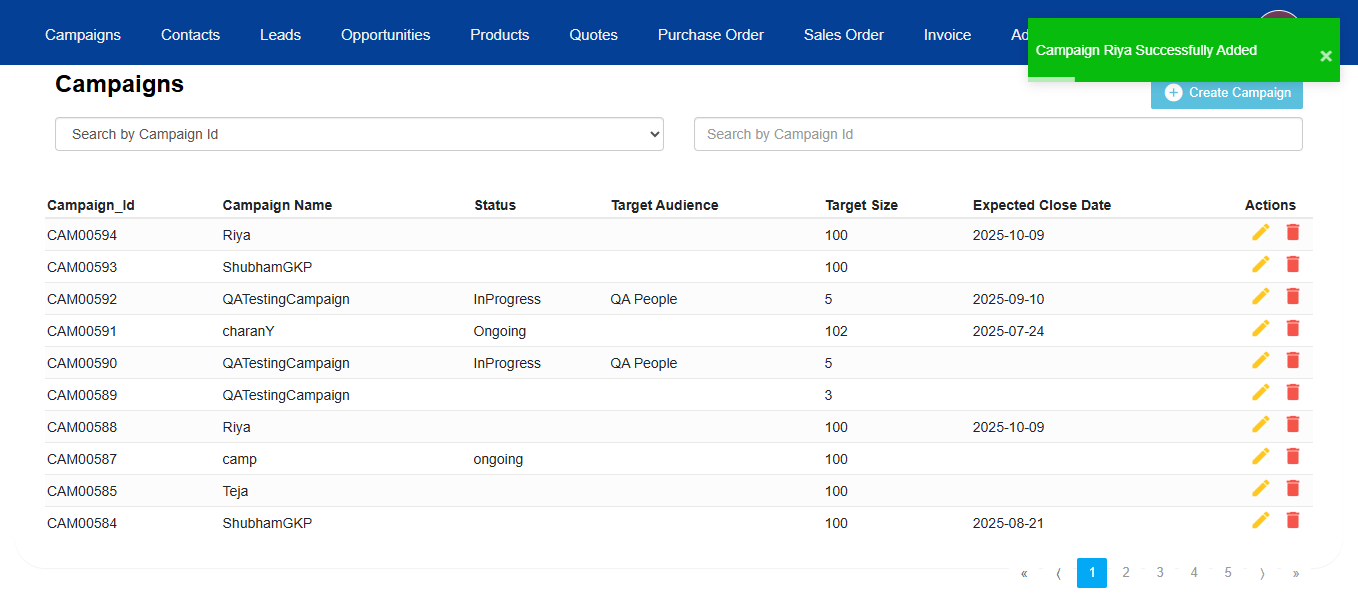 Campaigns Contacts Leads Opportunities Products Quotes Purchase Order Sales Order Invoice
Campaign Riya Successfully Added ×
Campaigns
Create Campaign
Search by Campaign Id Search by Campaign Id
Campaign_Id Campaign Name Status Target Audience Target Size Expected Close Date Actions
CAM00594 Riya 100 2025-10-09
CAM00593 ShubhamGKP 100
CAM00592 QATestingCampaign InProgress QA People 5 2025-09-10
CAM00591 charanY Ongoing 102 2025-07-24
CAM00590 QATestingCampaign InProgress QA People 5
CAM00589 QATestingCampaign 3
CAM00588 Riya 100 2025-10-09
CAM00587 camp ongoing 100
CAM00585 Teja 100
CAM00584 ShubhamGKP 100 2025-08-21
« ⟨ 1 2 3 4 5 ⟩ »